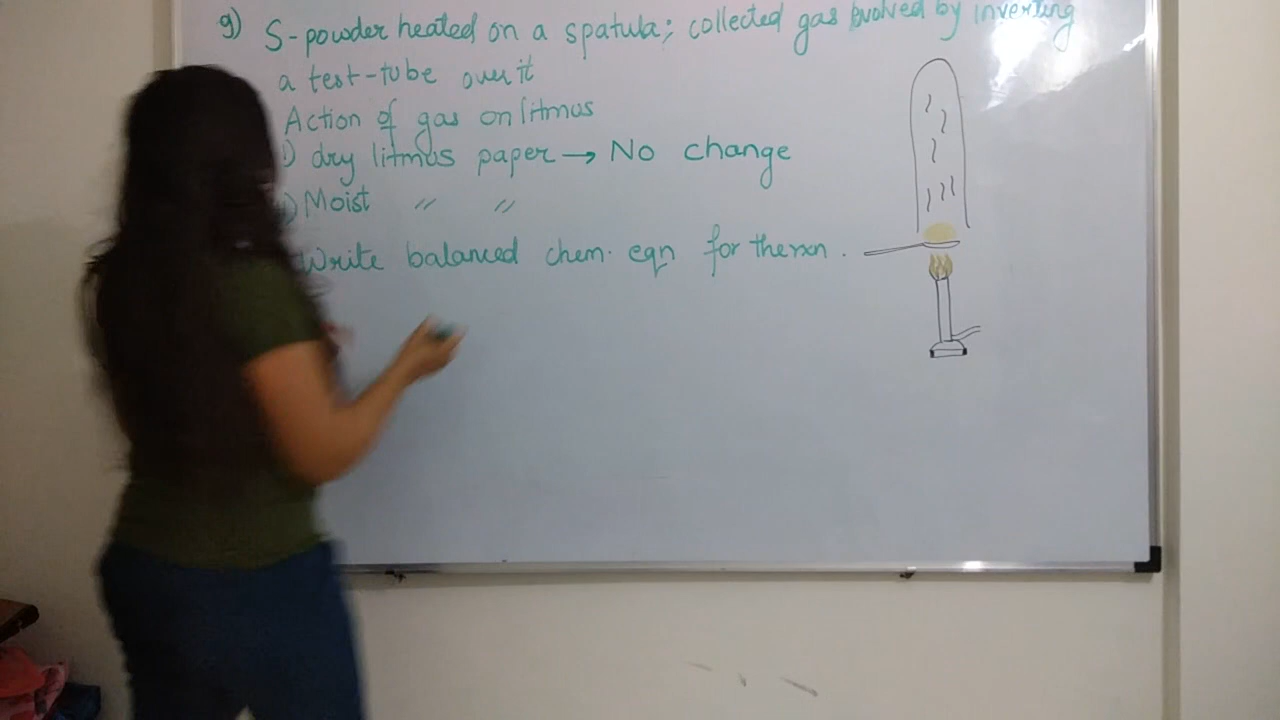 g) S-powder heated on a spatula; collected gas evolved by inverting
a test-tube over it
Action of gas on litmus
i) dry litmus paper → No change
) Moist " "
Write balanced chem. eqn for the rxn.